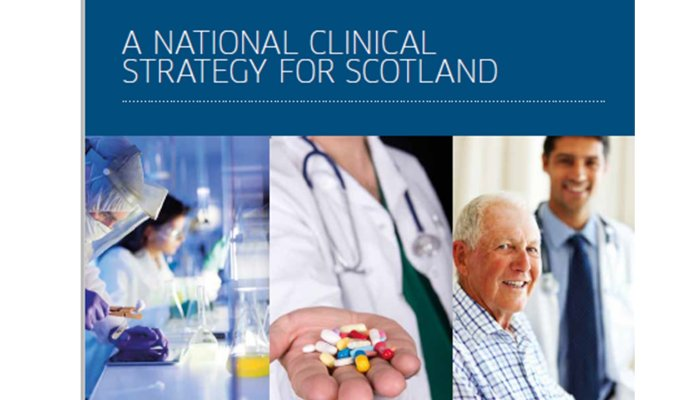 A NATIONAL CLINICAL
STRATEGY FOR SCOTLAND